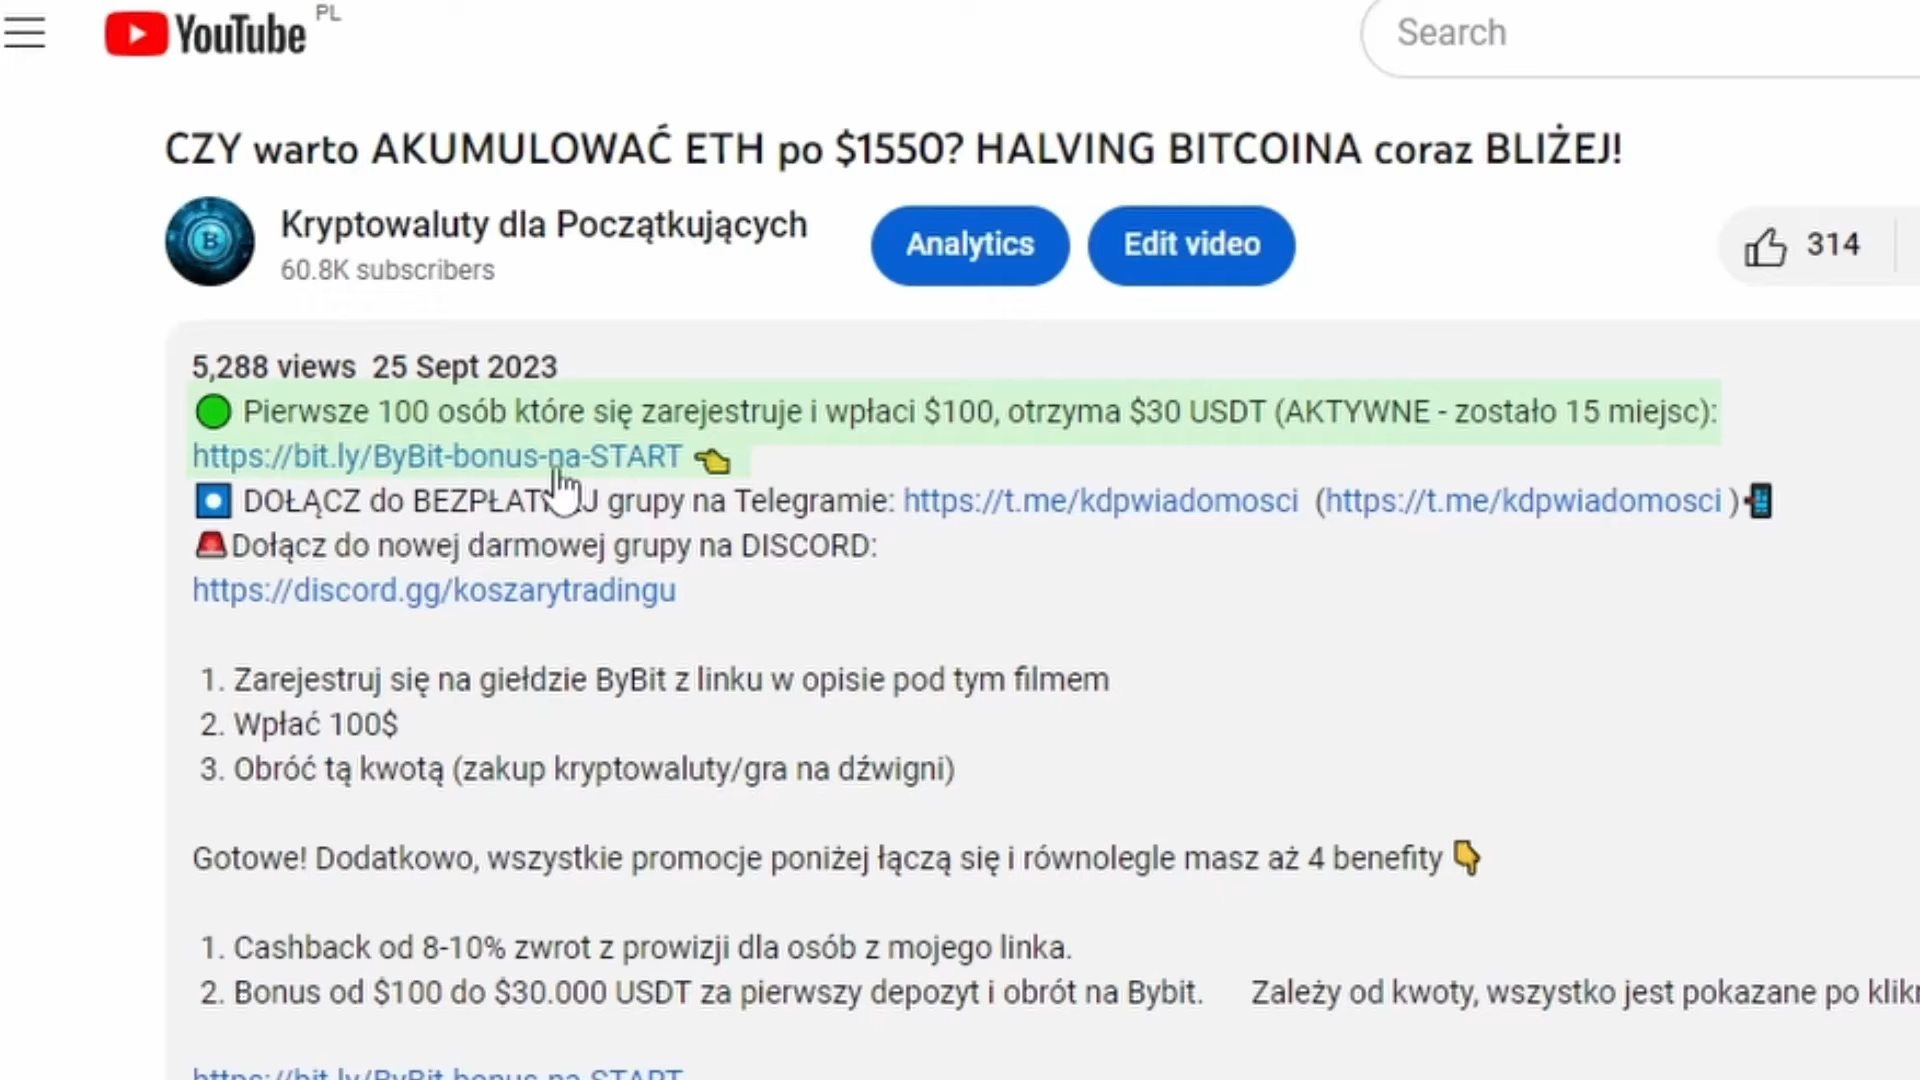 YouTube PL
Search
CZY warto AKUMULOWAĆ ETH po $1550? HALVING BITCOINA coraz BLIŻEJ!
Kryptowaluty dla Początkujących
60.8K subscribers
Analytics
Edit video
314
5,288 views 25 Sept 2023
Pierwsze 100 osób które się zarejestruje i wpłaci $100, otrzyma $30 USDT (AKTYWNE - zostało 15 miejsc):
https://bit.ly/ByBit-bonus-na-START
DOŁĄCZ do grupy na Telegramie: https://t.me/kdpwiadomosci (https://t.me/kdpwiadomosci )
Dołącz do nowej darmowej grupy na DISCORD:
https://discord.gg/koszarytradingu
1. Zarejestruj się na giełdzie ByBit z linku w opisie pod tym filmem
2. Wpłać 100$
3. Obróć tą kwotą (zakup kryptowaluty/gra na dźwigni)
Gotowe! Dodatkowo, wszystkie promocje poniżej łączą się i równolegle masz aż 4 benefity
1. Cashback od 8-10% zwrot z prowizji dla osób z mojego linka.
2. Bonus od $100 do $30.000 USDT za pierwszy depozyt i obrót na Bybit. Zależy od kwoty, wszystko jest pokazane po
https://bit.ly/ByBit-bonus-na-START